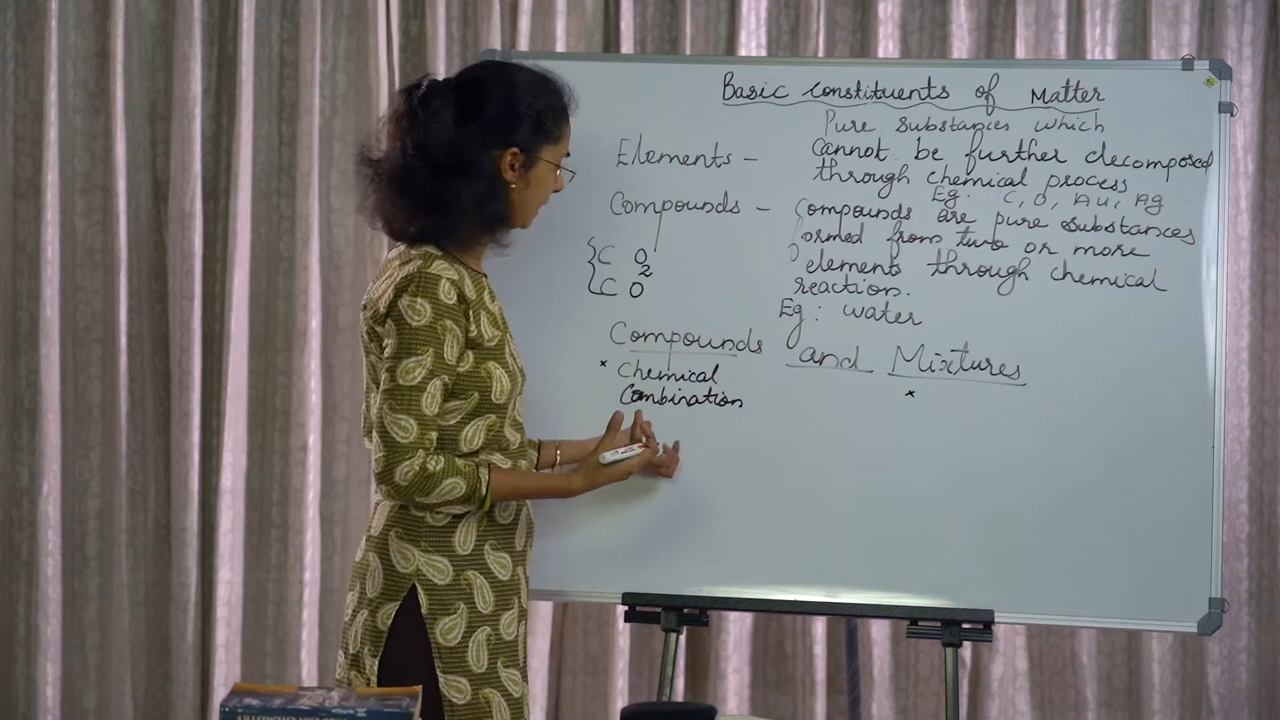 Basic constituents of Matter
Pure substances which
Elements - cannot be further decomposed
through chemical process
Eg. C, O, Au, Ag
Compounds - Compounds are pure substances
formed from two or more
elements through chemical
reaction.
C O2
C O
Eg: water
Compounds and Mixtures
* Chemical
Combination
*